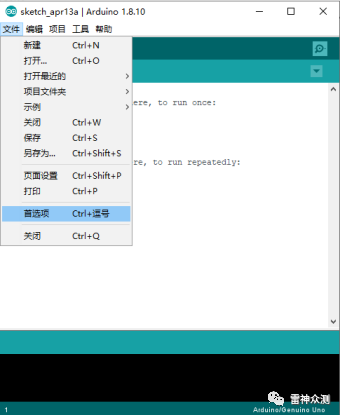 sketch_apr13a | Arduino 1.8.10
文件 编辑 项目 工具 帮助
新建 Ctrl+N
打开... Ctrl+O
打开最近的
项目文件夹
示例
关闭 Ctrl+W
保存 Ctrl+S
另存为... Ctrl+Shift+S
页面设置 Ctrl+Shift+P
打印 Ctrl+P
首选项 Ctrl+逗号
关闭 Ctrl+Q
ere, to run once:
re, to run repeatedly:
雷神众测
1 Arduino/Genuino Uno